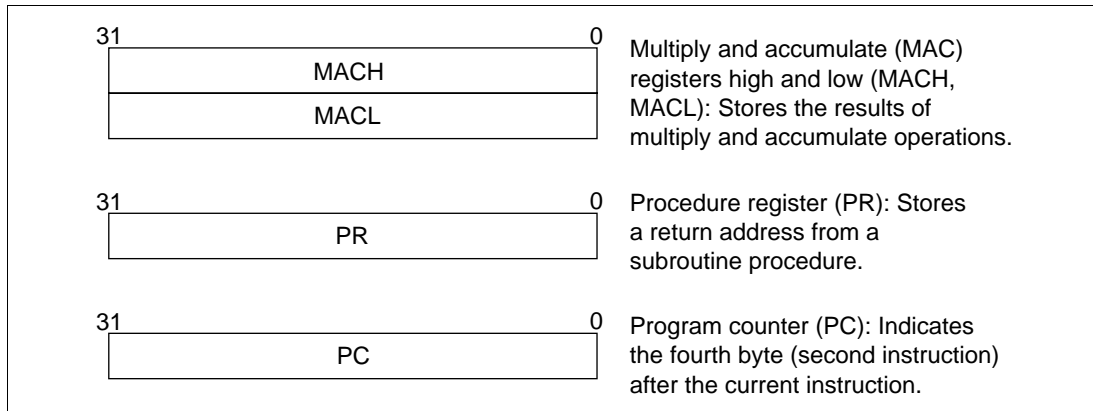 31 0
MACH
MACL
Multiply and accumulate (MAC)
registers high and low (MACH,
MACL): Stores the results of
multiply and accumulate operations.
31 0
PR
Procedure register (PR): Stores
a return address from a
subroutine procedure.
31 0
PC
Program counter (PC): Indicates
the fourth byte (second instruction)
after the current instruction.